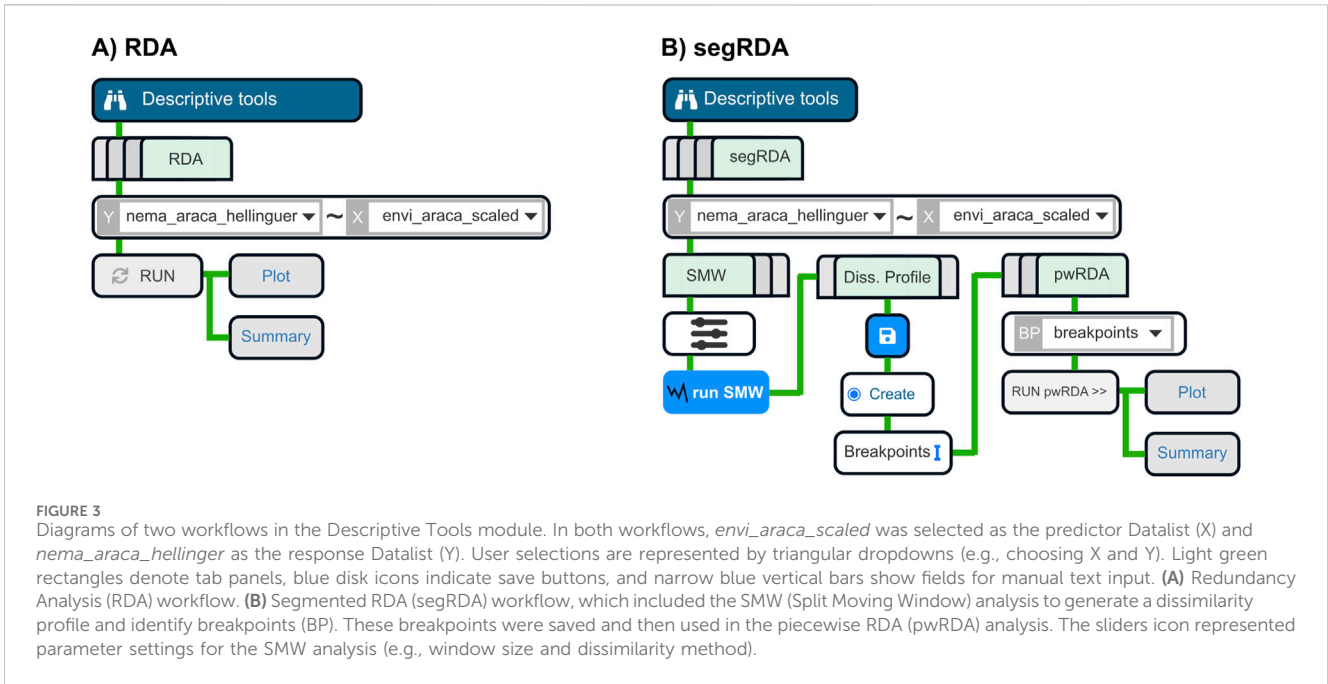 A) RDA
Descriptive tools
RDA
Y nema_araca_hellinguer ~ X envi_araca_scaled
RUN
Plot
Summary
B) segRDA
Descriptive tools
segRDA
Y nema_araca_hellinguer ~ X envi_araca_scaled
SMW
run SMW
Diss. Profile
Create
Breakpoints
pwRDA
BP breakpoints
RUN pwRDA >>
Plot
Summary
FIGURE 3
Diagrams of two workflows in the Descriptive Tools module. In both workflows, envi_araca_scaled was selected as the predictor Datalist (X) and
nema_araca_hellinger as the response Datalist (Y). User selections are represented by triangular dropdowns (e.g., choosing X and Y). Light green
rectangles denote tab panels, blue disk icons indicate save buttons, and narrow blue vertical bars show fields for manual text input. (A) Redundancy
Analysis (RDA) workflow. (B) Segmented RDA (segRDA) workflow, which included the SMW (Split Moving Window) analysis to generate a dissimilarity
profile and identify breakpoints (BP). These breakpoints were saved and then used in the piecewise RDA (pwRDA) analysis. The sliders icon represented
parameter settings for the SMW analysis (e.g., window size and dissimilarity method).